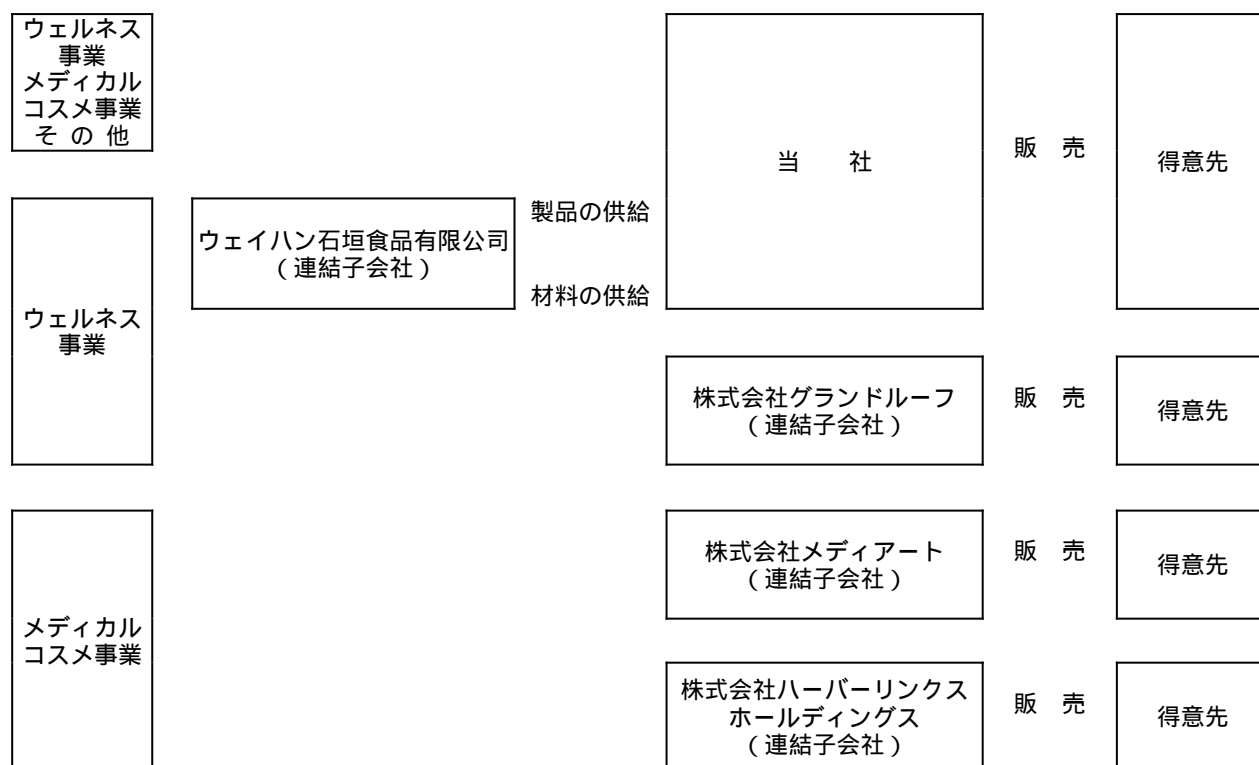 ウェルネス
事業
メディカル
コスメ事業
そ の 他
当　　社
販　売
得意先
ウェルネス
事業
ウェイハン石垣食品有限公司
（連結子会社）
製品の供給
材料の供給
株式会社グランドルーフ
（連結子会社）
販　売
得意先
メディカル
コスメ事業
株式会社メディアート
（連結子会社）
販　売
得意先
株式会社ハーバーリンクス
ホールディングス
（連結子会社）
販　売
得意先